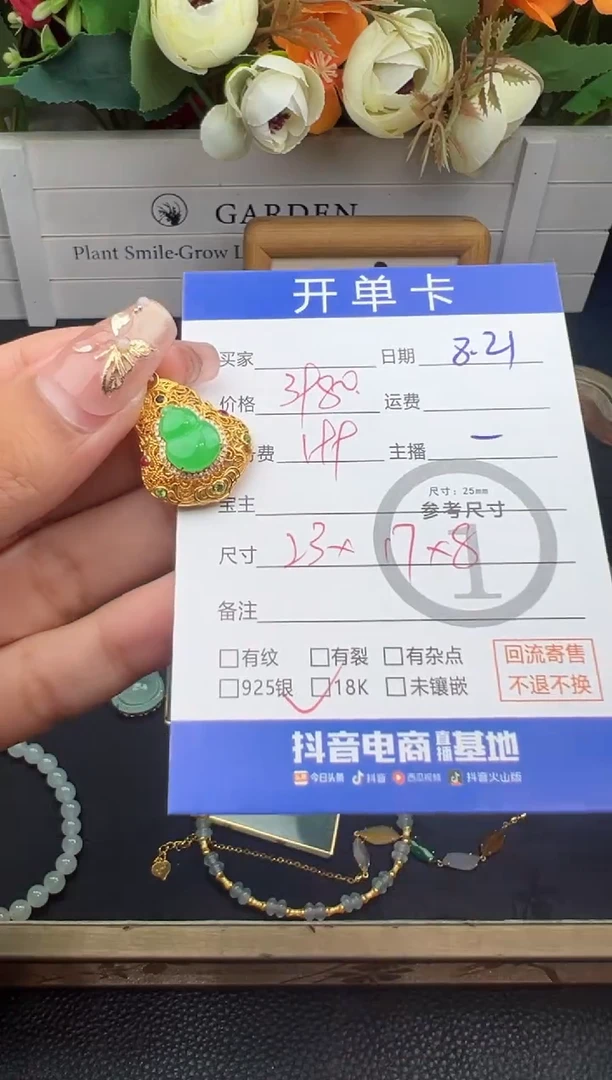 GARDEN
Plant Smile-Grow L
开单卡
买家 日期 8.21
价格 3980 运费
费 199 主播 一
尺寸：25mm
宝主 参考尺寸
尺寸 23×17×8
1
备注
有纹 有裂 有杂点
925银 18K 未镶嵌
回流寄售
不退不换
抖音电商直播基地
今日头条 抖音 西瓜视频 抖音火山版